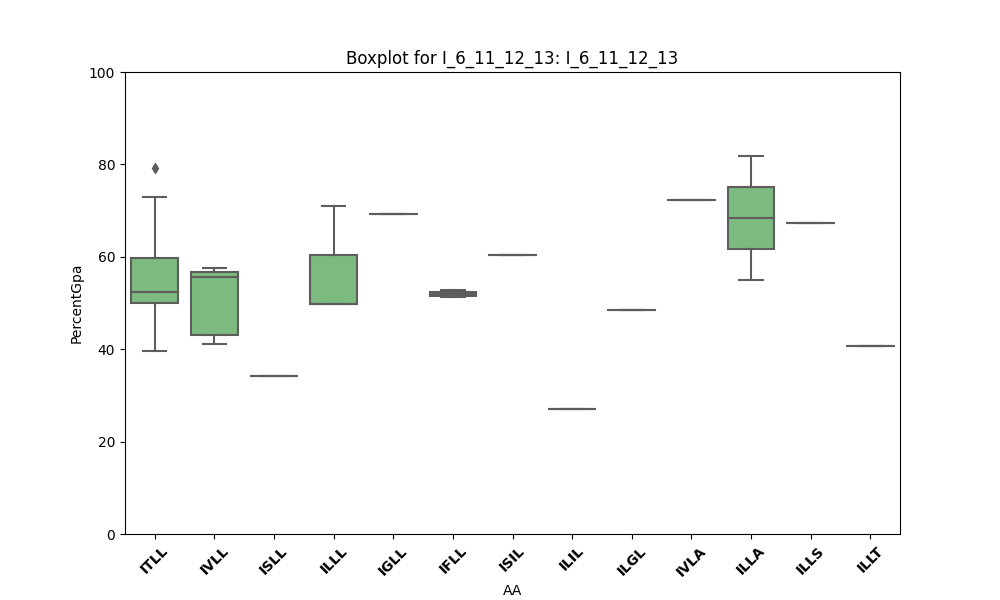 Boxplot for I_6_11_12_13: I_6_11_12_13
100
80
60
40
20
0
PercentGpa
ITLL
IVLL
ISLL
ILLL
IGLL
IFLL
ISIL
ILIL
ILGL
IVLA
ILLA
ILLS
ILLT
AA